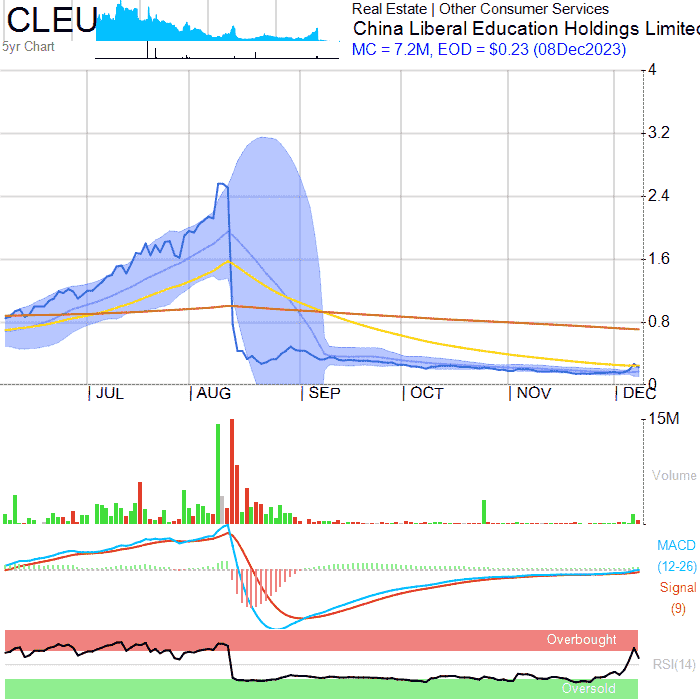 CLEU
Real Estate | Other Consumer Services
China Liberal Education Holdings Limited
5yr Chart
MC = 7.2M, EOD = $0.23 (08Dec2023)
4
3.2
2.4
1.6
0.8
0
JUL AUG SEP OCT NOV DEC
15M
Volume
MACD
(12-26)
Signal
(9)
Overbought
RSI(14)
Oversold